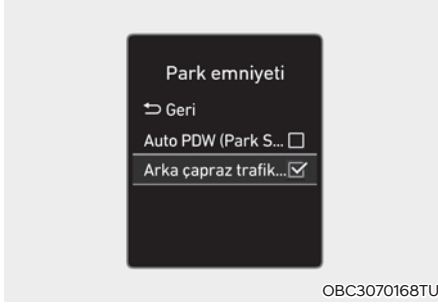 Park emniyeti
⮌ Geri
Auto PDW (Park S... ☐
Arka çapraz trafik... ☑
OBC3070168TU